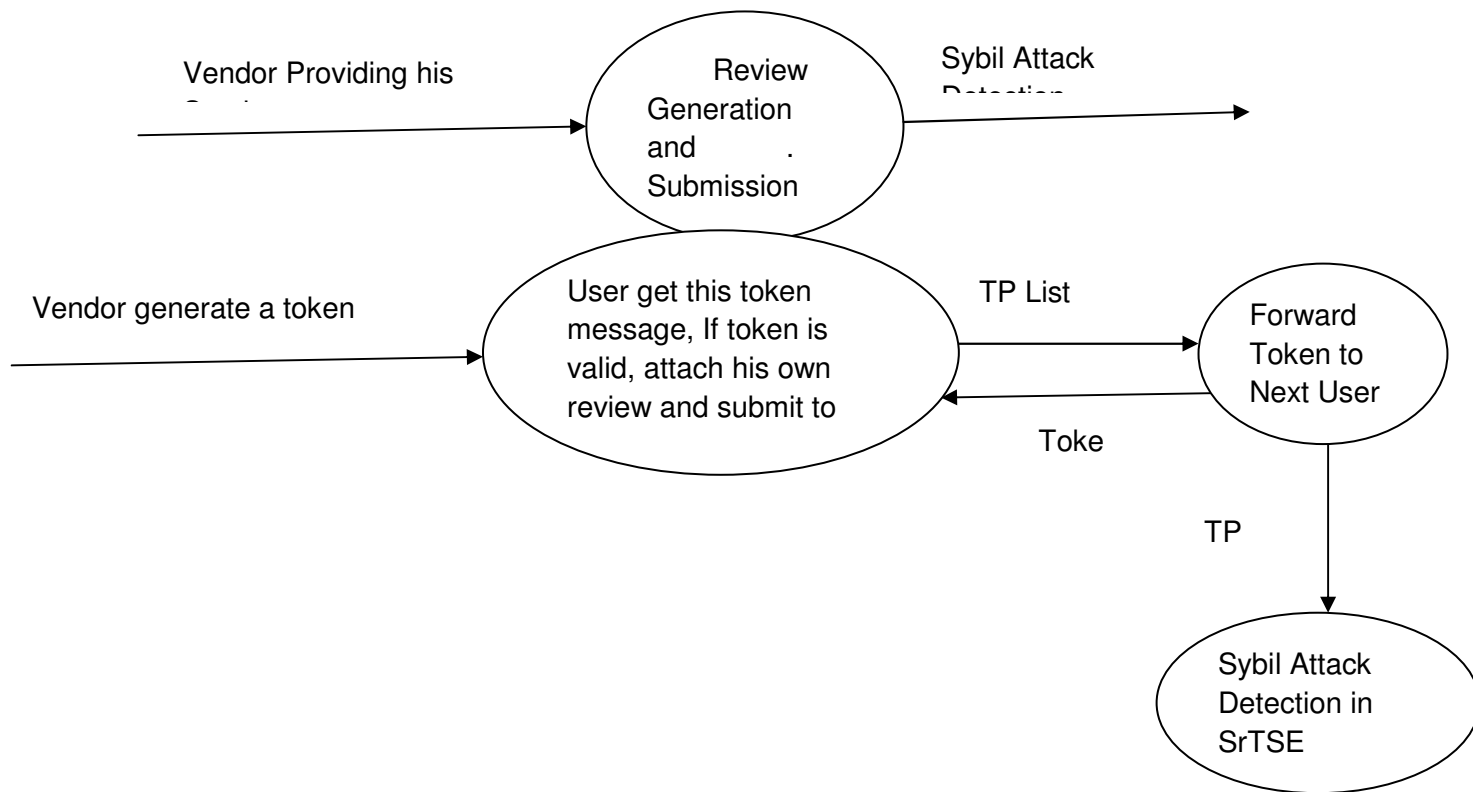 Vendor Providing his
Review
Generation
and .
Submission
Sybil Attack
Vendor generate a token
User get this token
message, If token is
valid, attach his own
review and submit to
TP List
Forward
Token to
Next User
Toke
TP
Sybil Attack
Detection in
SrTSE